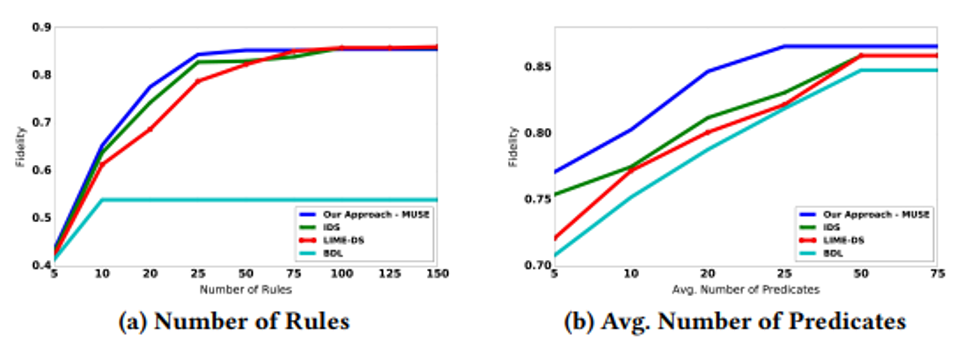 0.9
0.8
0.7
0.6
0.5
0.4
Fidelity
5 10 20 25 50 75 100 125 150
Number of Rules
Our Approach - MUSE
IDS
LIME-DS
BDL
(a) Number of Rules
0.85
0.80
0.75
0.70
Fidelity
5 10 20 25 50 75
Avg. Number of Predicates
Our Approach - MUSE
IDS
LIME-DS
BDL
(b) Avg. Number of Predicates